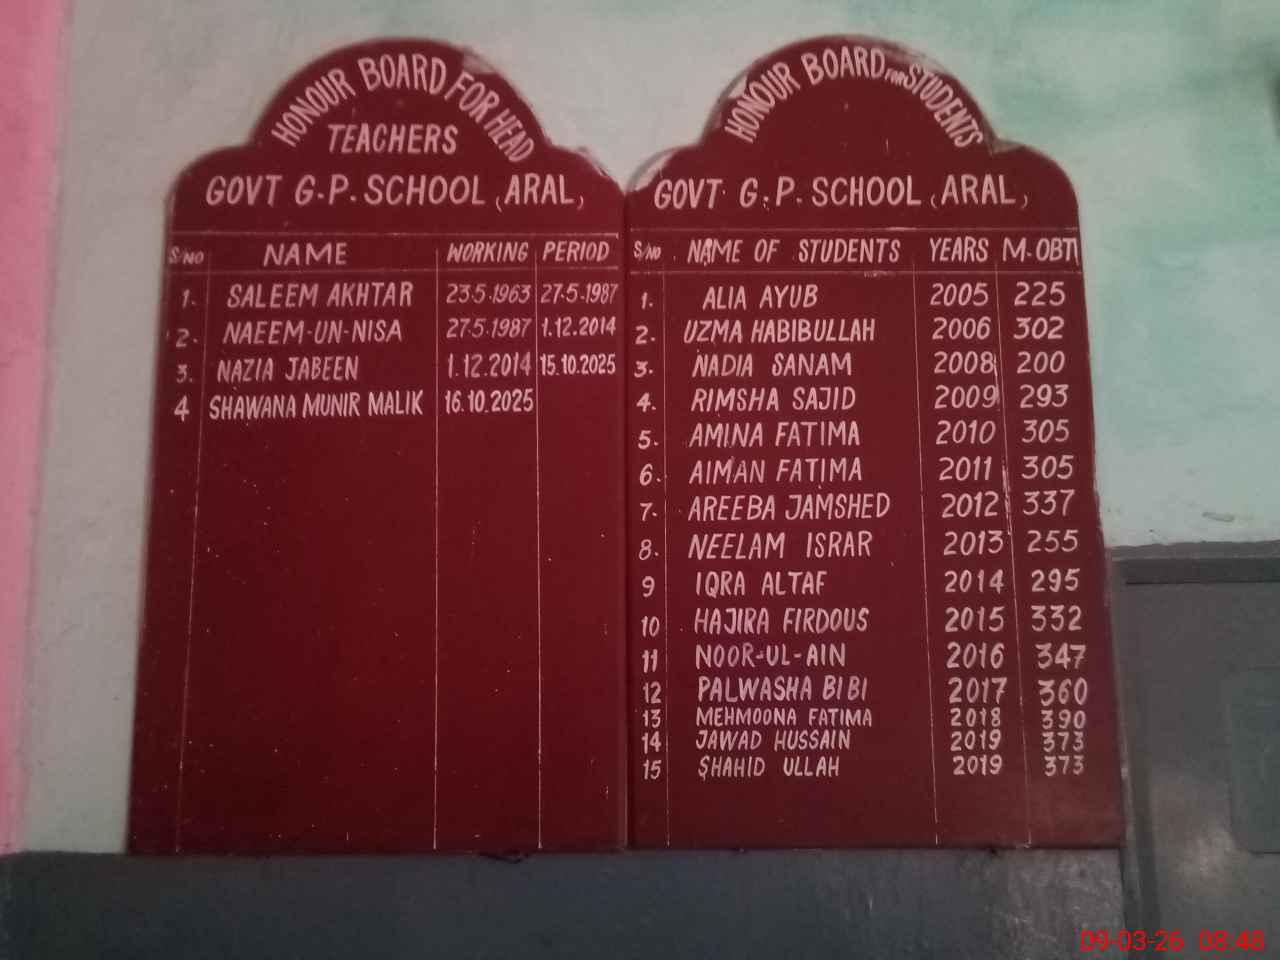 HONOUR BOARD FOR HEAD
TEACHERS
GOVT G.P. SCHOOL (ARAL)
S/NO NAME WORKING PERIOD
1. SALEEM AKHTAR 23.5.1963 27.5.1987
2. NAEEM-UN-NISA 27.5.1987 1.12.2014
3. NAZIA JABEEN 1.12.2014 15.10.2025
4 SHAWANA MUNIR MALIK 16.10.2025
HONOUR BOARD FOR STUDENTS
GOVT G.P. SCHOOL (ARAL)
S/NO NAME OF STUDENTS YEARS M.OBT
1. ALIA AYUB 2005 225
2. UZMA HABIBULLAH 2006 302
3. NADIA SANAM 2008 200
4. RIMSHA SAJID 2009 293
5. AMINA FATIMA 2010 305
6. AIMAN FATIMA 2011 305
7. AREEBA JAMSHED 2012 337
8. NEELAM ISRAR 2013 255
9 IQRA ALTAF 2014 295
10 HAJIRA FIRDOUS 2015 332
11 NOOR-UL-AIN 2016 347
12 PALWASHA BIBI 2017 360
13 MEHMOONA FATIMA 2018 390
14 JAWAD HUSSAIN 2019 373
15 SHAHID ULLAH 2019 373
09-03-26 08:48